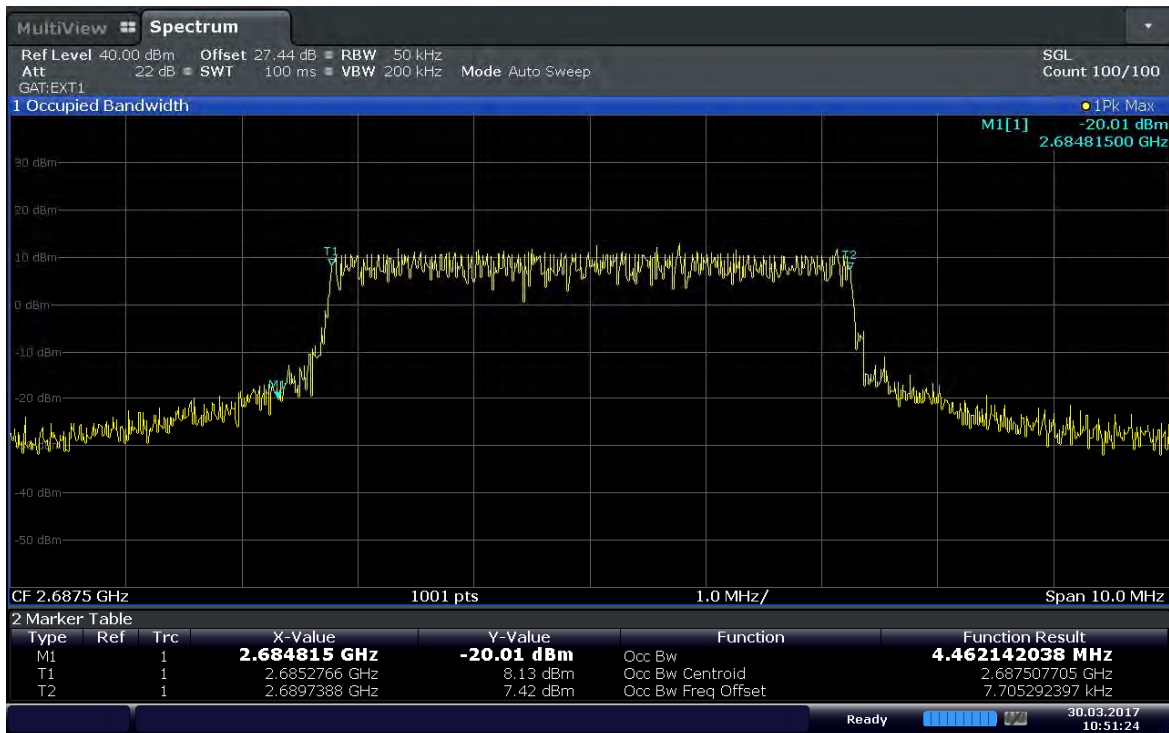 MultiView Spectrum
Ref Level 40.00 dBm Offset 27.44 dB RBW 50 kHz SGL
Att 22 dB SWT 100 ms VBW 200 kHz Mode Auto Sweep Count 100/100
GAT:EXT1
1 Occupied Bandwidth 1Pk Max
M1[1] -20.01 dBm
2.68481500 GHz
30 dBm
20 dBm
T1
T2
10 dBm
0 dBm
-10 dBm
M1
-20 dBm
-40 dBm
-50 dBm
CF 2.6875 GHz 1001 pts 1.0 MHz/ Span 10.0 MHz
2 Marker Table
Type Ref Trc X-Value Y-Value Function Function Result
M1 1 2.684815 GHz -20.01 dBm Occ Bw 4.462142038 MHz
T1 1 2.6852766 GHz 8.13 dBm Occ Bw Centroid 2.687507705 GHz
T2 1 2.6897388 GHz 7.42 dBm Occ Bw Freq Offset 7.705292397 kHz
Ready 30.03.2017
10:51:24